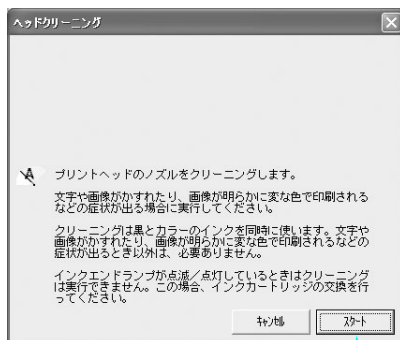 ヘッドクリーニング
プリントヘッドのノズルをクリーニングします。
文字や画像がかすれたり、画像が明らかに変な色で印刷される
などの症状が出る場合に実行してください。
クリーニングは黒とカラーのインクを同時に使います。文字や
画像がかすれたり、画像が明らかに変な色で印刷されるなどの
症状が出るとき以外は、必要ありません。
インクエンドランプが点滅／点灯しているときはクリーニング
は実行できません。この場合、インクカートリッジの交換を行
ってください。
キャンセル
スタート